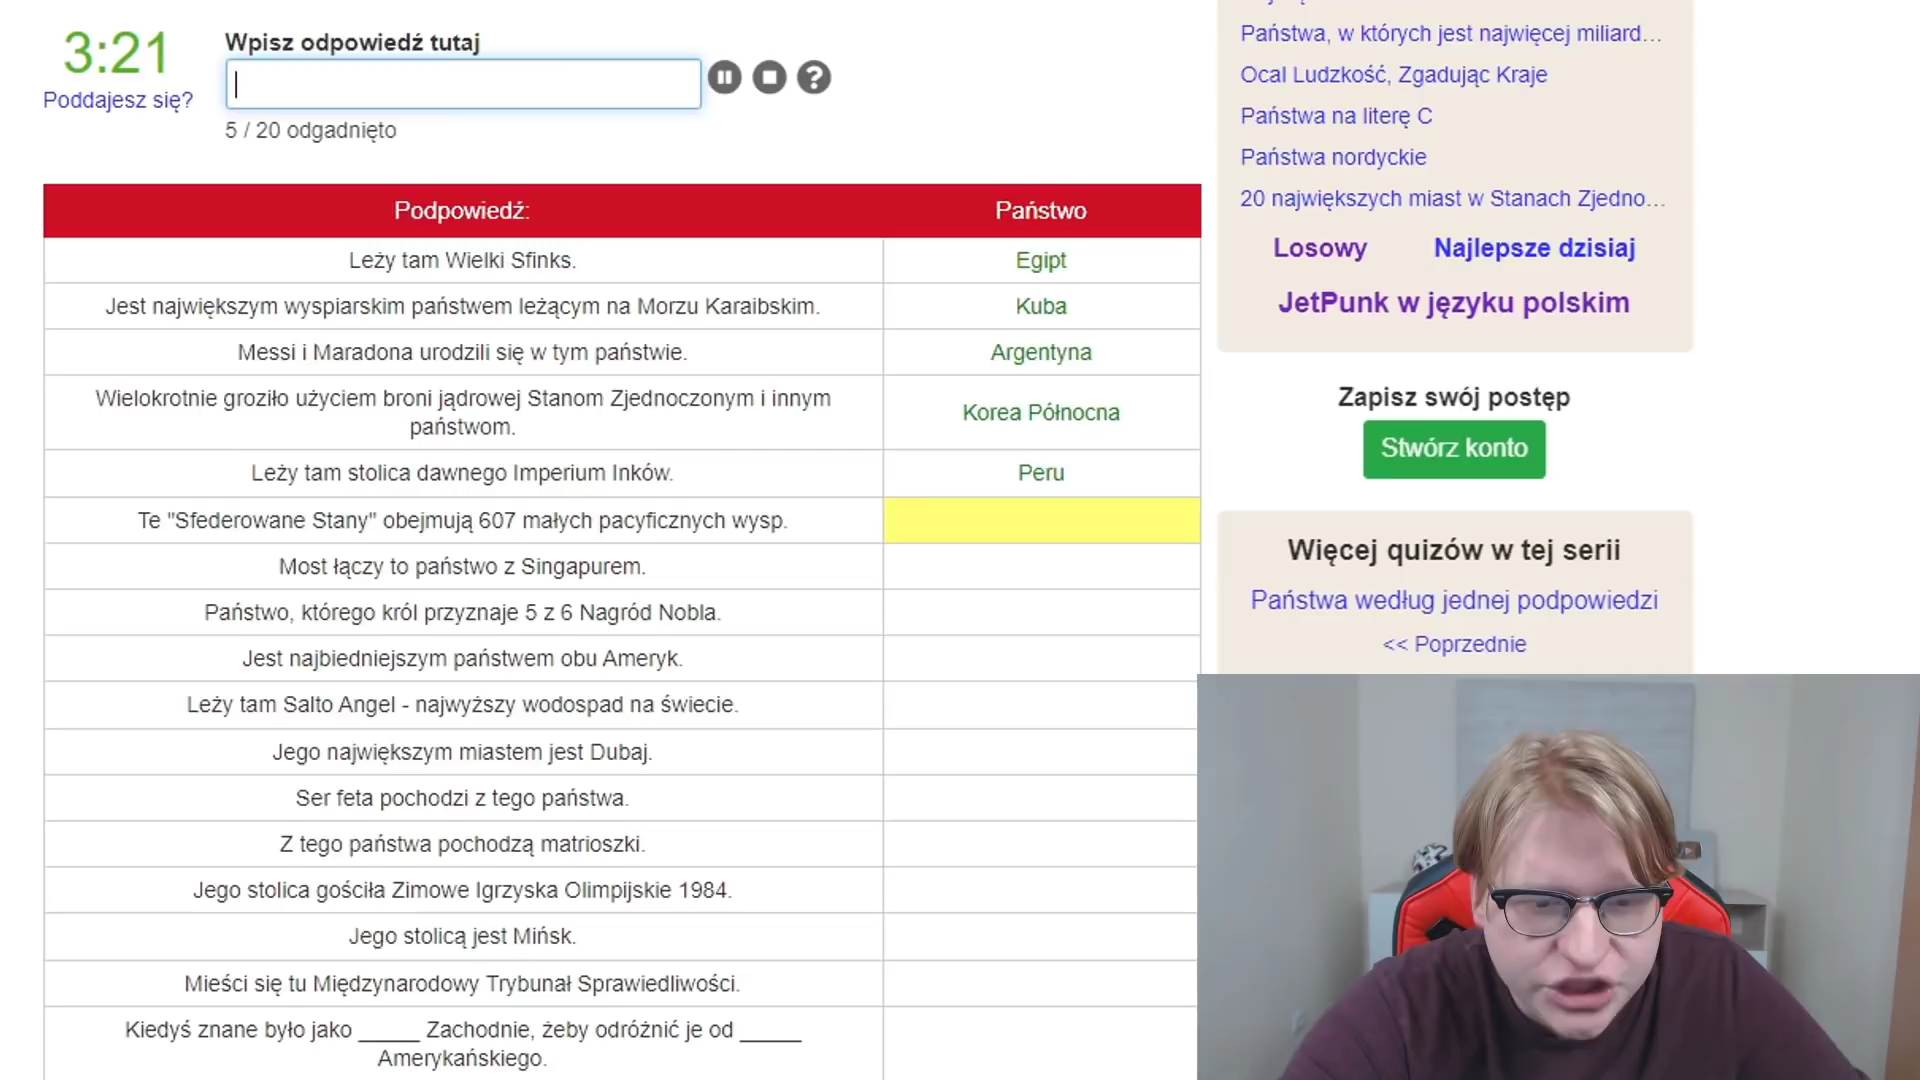 3:21
Poddajesz się?
Wpisz odpowiedź tutaj
5 / 20 odgadnięto
Podpowiedź:
Państwo
Leży tam Wielki Sfinks.
Egipt
Jest największym wyspiarskim państwem leżącym na Morzu Karaibskim.
Kuba
Messi i Maradona urodzili się w tym państwie.
Argentyna
Wielokrotnie groziło użyciem broni jądrowej Stanom Zjednoczonym i innym
państwom.
Korea Północna
Leży tam stolica dawnego Imperium Inków.
Peru
Te "Sfederowane Stany" obejmują 607 małych pacyficznych wysp.
Most łączy to państwo z Singapurem.
Państwo, którego król przyznaje 5 z 6 Nagród Nobla.
Jest najbiedniejszym państwem obu Ameryk.
Leży tam Salto Angel - najwyższy wodospad na świecie.
Jego największym miastem jest Dubaj.
Ser feta pochodzi z tego państwa.
Z tego państwa pochodzą matrioszki.
Jego stolica gościła Zimowe Igrzyska Olimpijskie 1984.
Jego stolicą jest Mińsk.
Mieści się tu Międzynarodowy Trybunał Sprawiedliwości.
Kiedyś znane było jako _____ Zachodnie, żeby odróżnić je od _____
Amerykańskiego.
Państwa, w których jest najwięcej miliard...
Ocal Ludzkość, Zgadując Kraje
Państwa na literę C
Państwa nordyckie
20 największych miast w Stanach Zjedno...
Losowy
Najlepsze dzisiaj
JetPunk w języku polskim
Zapisz swój postęp
Stwórz konto
Więcej quizów w tej serii
Państwa według jednej podpowiedzi
<< Poprzednie